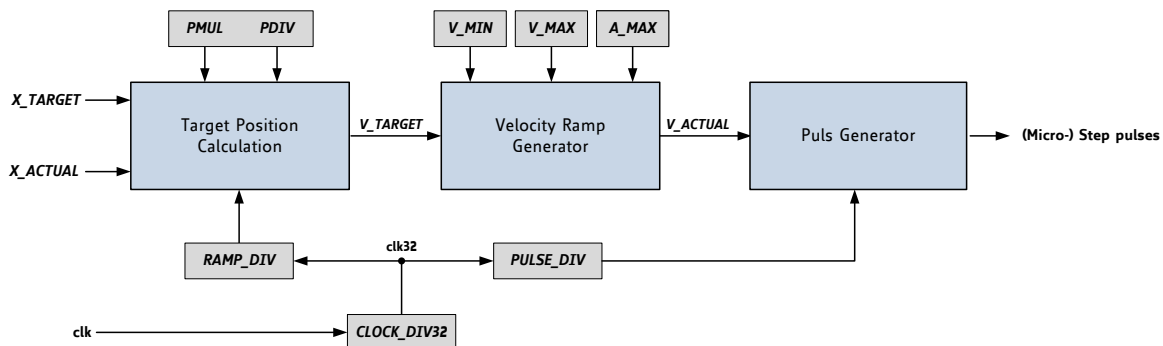 PMUL PDIV
V_MIN
V_MAX
A_MAX
X_TARGET
X_ACTUAL
Target Position
Calculation
V_TARGET
Velocity Ramp
Generator
V_ACTUAL
Puls Generator
(Micro-) Step pulses
RAMP_DIV
clk32
PULSE_DIV
clk
CLOCK_DIV32